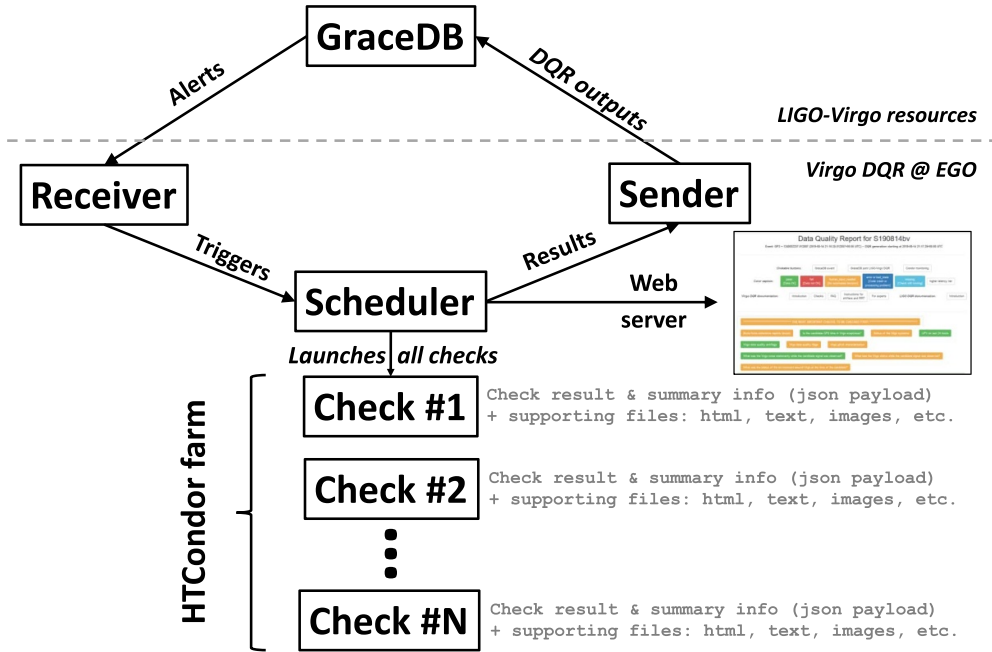 GraceDB
Alerts
DQR outputs
LIGO-Virgo resources
Virgo DQR @ EGO
Receiver
Sender
Triggers
Results
Scheduler
Web
server
Data Quality Report for S190814bv
Launches all checks
HTCondor farm
Check #1
Check result & summary info (json payload)
+ supporting files: html, text, images, etc.
Check #2
Check result & summary info (json payload)
+ supporting files: html, text, images, etc.
Check #N
Check result & summary info (json payload)
+ supporting files: html, text, images, etc.